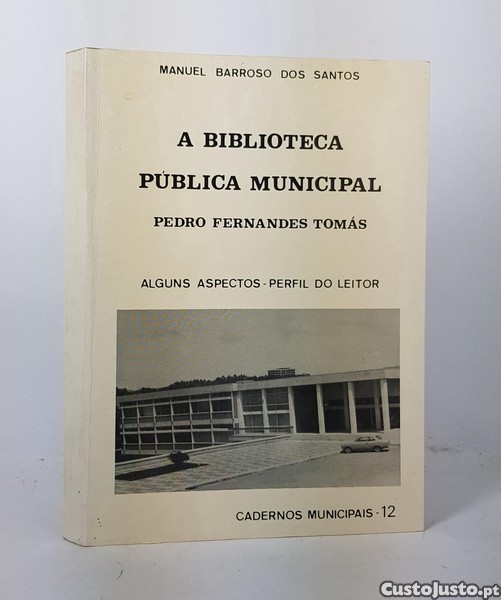 MANUEL BARROSO DOS SANTOS
A BIBLIOTECA
PÚBLICA MUNICIPAL
PEDRO FERNANDES TOMÁS
ALGUNS ASPECTOS - PERFIL DO LEITOR
CADERNOS MUNICIPAIS - 12
CustoJusto.pt